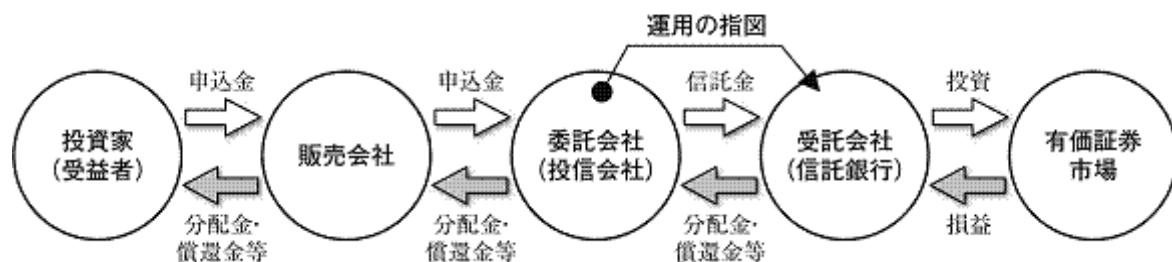 運用の指図
申込金
申込金
信託金
投資
投資家
(受益者)
販売会社
委託会社
(投信会社)
受託会社
(信託銀行)
有価証券
市場
分配金・
償還金等
分配金・
償還金等
分配金・
償還金等
損益